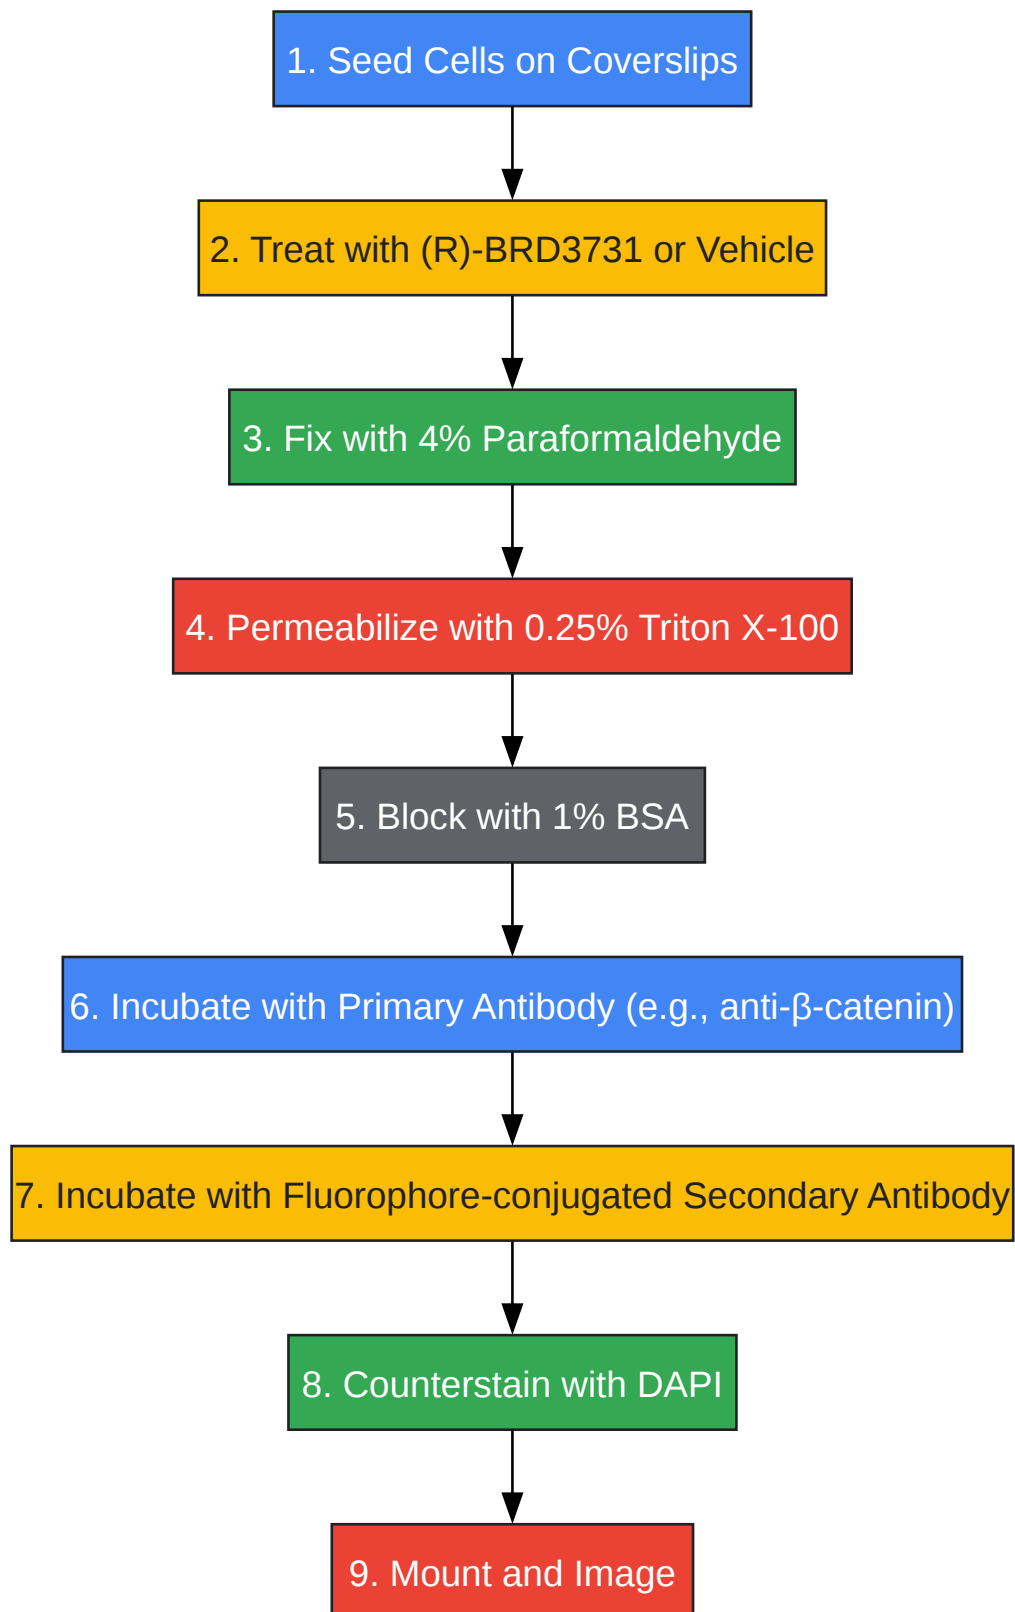 1. Seed Cells on Coverslips
2. Treat with (R)-BRD3731 or Vehicle
3. Fix with 4% Paraformaldehyde
4. Permeabilize with 0.25% Triton X-100
5. Block with 1% BSA
6. Incubate with Primary Antibody (e.g., anti-β-catenin)
7. Incubate with Fluorophore-conjugated Secondary Antibody
8. Counterstain with DAPI
9. Mount and Image